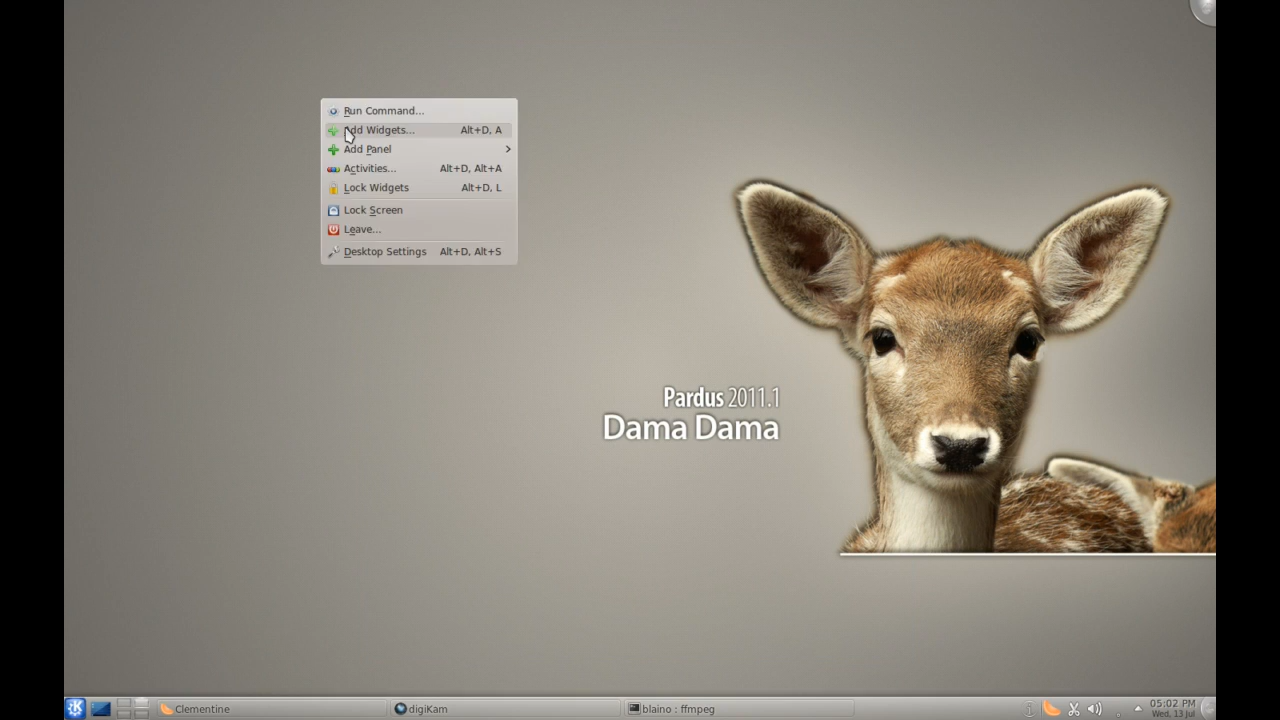 Run Command...
Add Widgets... Alt+D, A
Add Panel
Activities... Alt+D, Alt+A
Lock Widgets Alt+D, L
Lock Screen
Leave...
Desktop Settings Alt+D, Alt+S
Pardus 2011.1
Dama Dama
Clementine
digiKam
blaino : ffmpeg
05:02 PM
Wed, 13 Jul